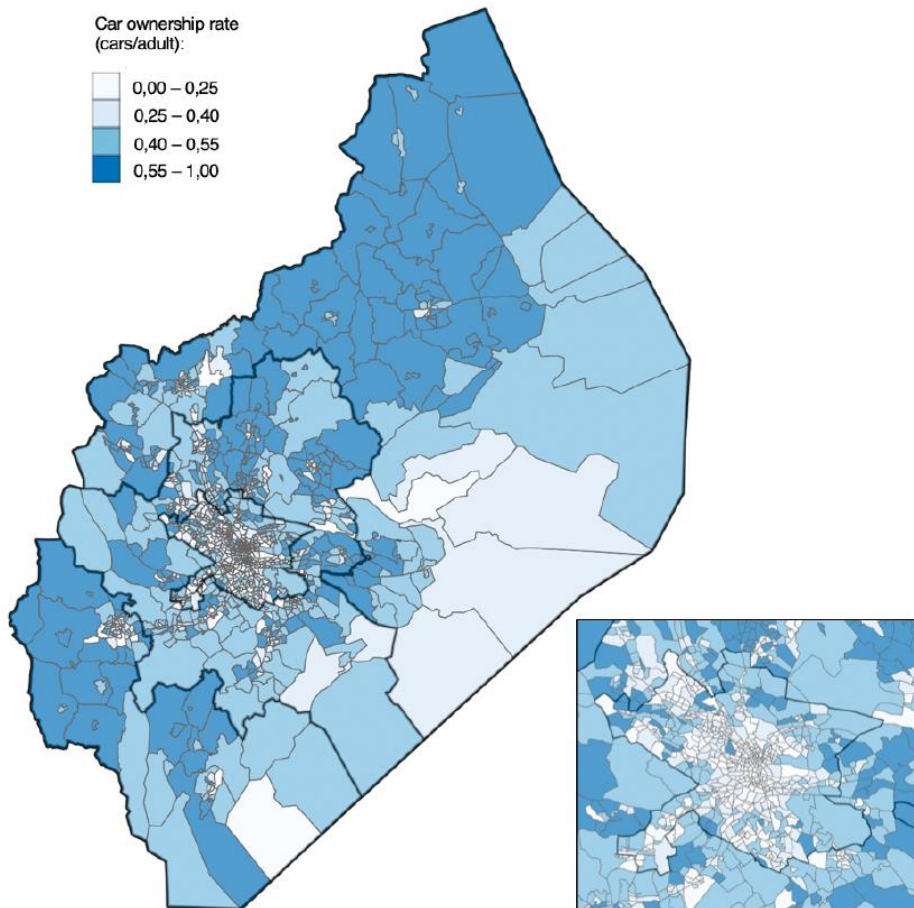 Car ownership rate
(cars/adult):
0,00 – 0,25
0,25 – 0,40
0,40 – 0,55
0,55 – 1,00